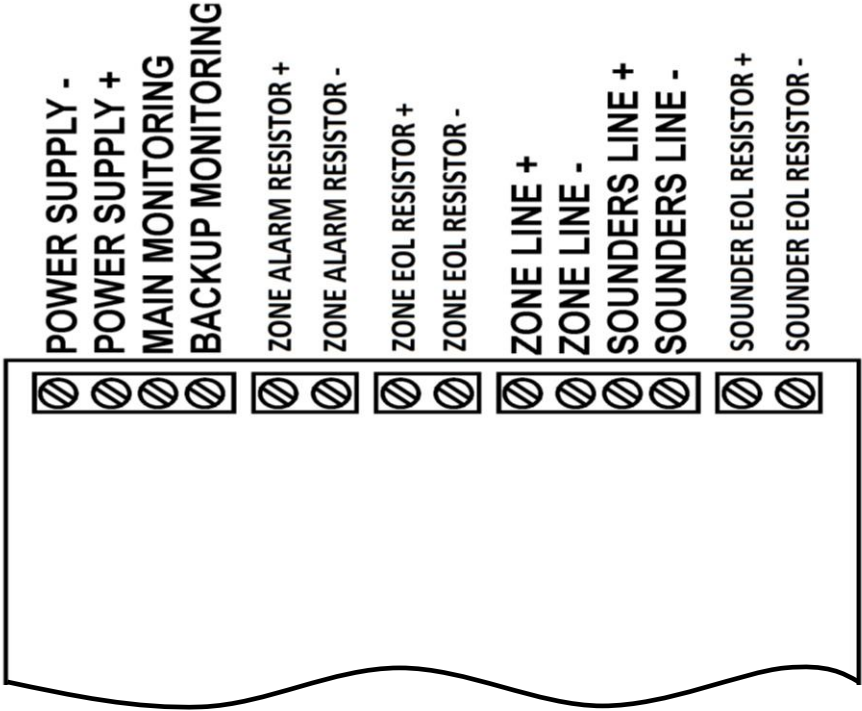 POWER SUPPLY -
POWER SUPPLY +
MAIN MONITORING
BACKUP MONITORING
ZONE ALARM RESISTOR +
ZONE ALARM RESISTOR -
ZONE EOL RESISTOR +
ZONE EOL RESISTOR -
ZONE LINE +
ZONE LINE -
SOUNDERS LINE +
SOUNDERS LINE -
SOUNDER EOL RESISTOR +
SOUNDER EOL RESISTOR -